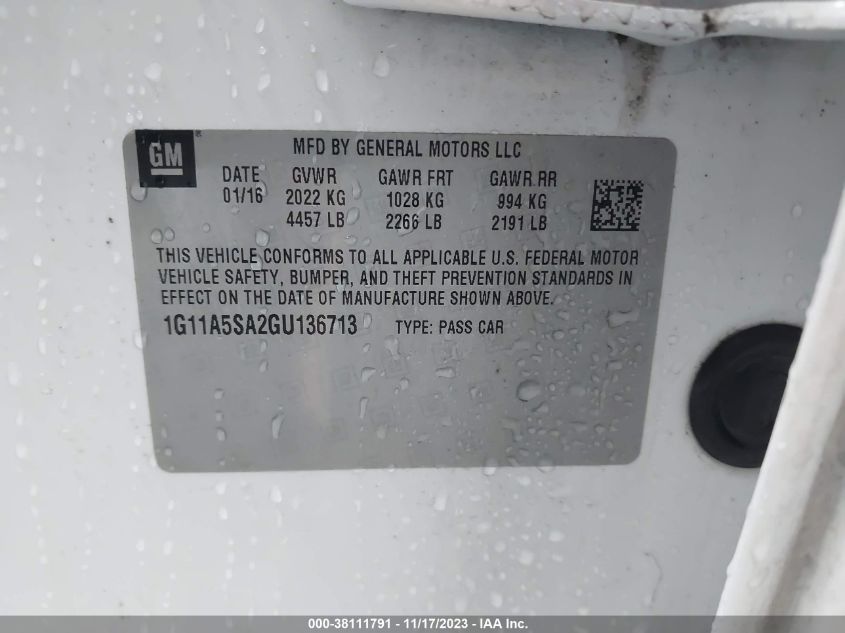 GM®
MFD BY GENERAL MOTORS LLC
DATE GVWR GAWR FRT GAWR RR
01/16 2022 KG 1028 KG 994 KG
4457 LB 2266 LB 2191 LB
THIS VEHICLE CONFORMS TO ALL APPLICABLE U.S. FEDERAL MOTOR
VEHICLE SAFETY, BUMPER, AND THEFT PREVENTION STANDARDS IN
EFFECT ON THE DATE OF MANUFACTURE SHOWN ABOVE.
1G11A5SA2GU136713 TYPE: PASS CAR
000-38111791 - 11/17/2023 - IAA Inc.